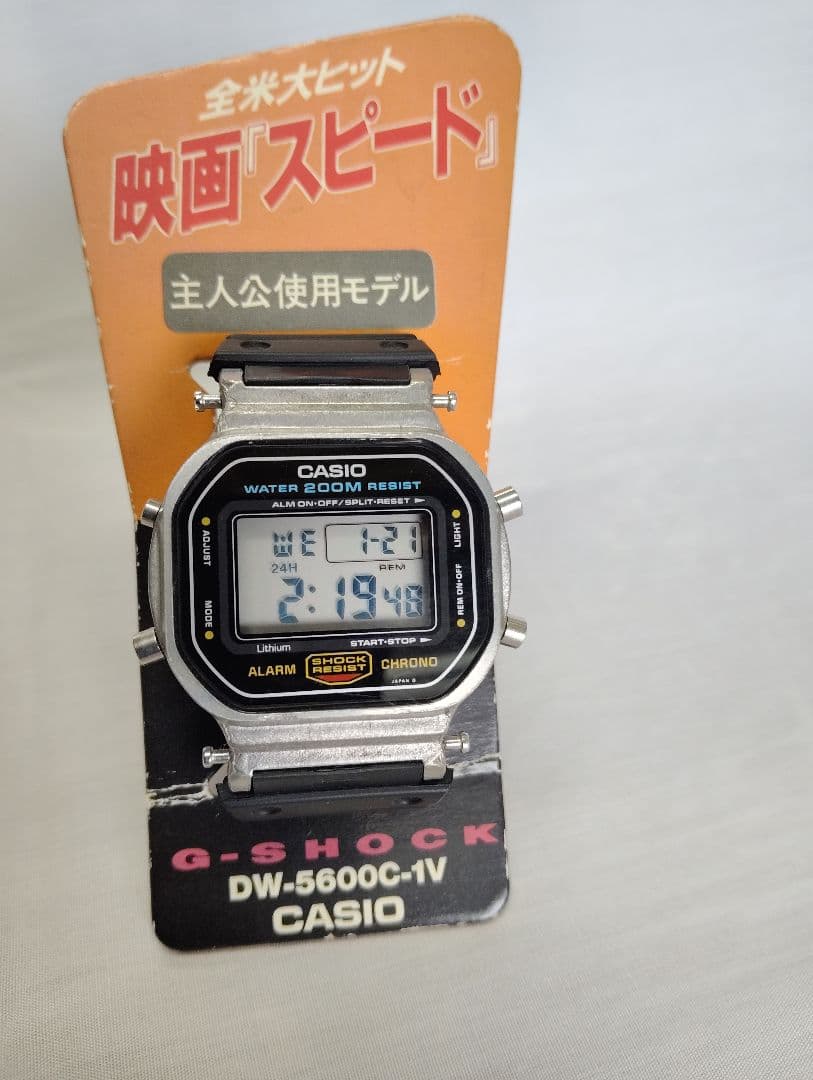 全米大ヒット
映画『スピード』
主人公使用モデル
CASIO
WATER 200M RESIST
ALM ON·OFF/SPLIT·RESET
ADJUST
LIGHT
WE 1-21
24H
REM
2:19 48
MODE
REM ON·OFF
Lithium
START·STOP
ALARM
SHOCK RESIST
CHRONO
JAPAN G
G-SHOCK
DW-5600C-1V
CASIO